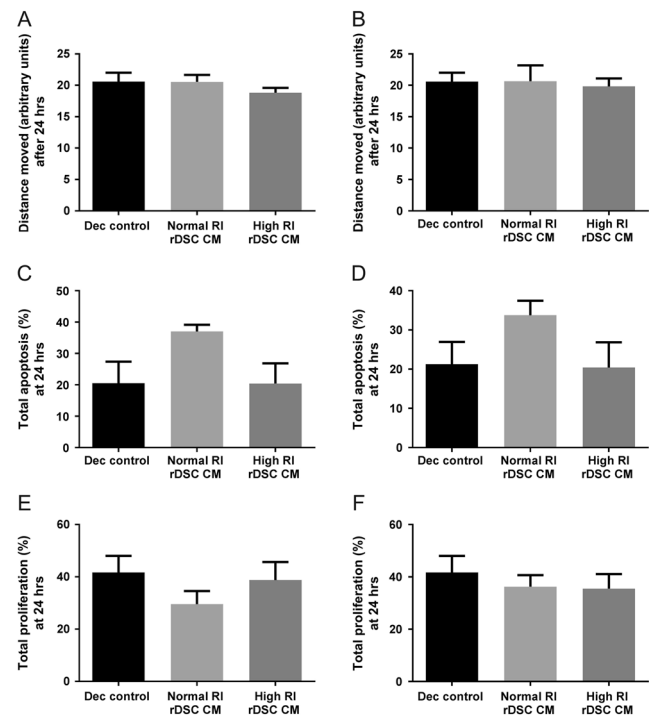 A
Distance moved (arbitrary units)
after 24 hrs
25
20
15
10
5
0
Dec control
Normal RI
rDSC CM
High RI
rDSC CM
B
Distance moved (arbitrary units)
after 24 hrs
25
20
15
10
5
0
Dec control
Normal RI
rDSC CM
High RI
rDSC CM
C
Total apoptosis (%)
at 24 hrs
50
40
30
20
10
0
Dec control
Normal RI
rDSC CM
High RI
rDSC CM
D
Total apoptosis (%)
at 24 hrs
40
30
20
10
0
Dec control
Normal RI
rDSC CM
High RI
rDSC CM
E
Total proliferation (%)
at 24 hrs
60
40
20
0
Dec control
Normal RI
rDSC CM
High RI
rDSC CM
F
Total proliferation (%)
at 24 hrs
60
40
20
0
Dec control
Normal RI
rDSC CM
High RI
rDSC CM